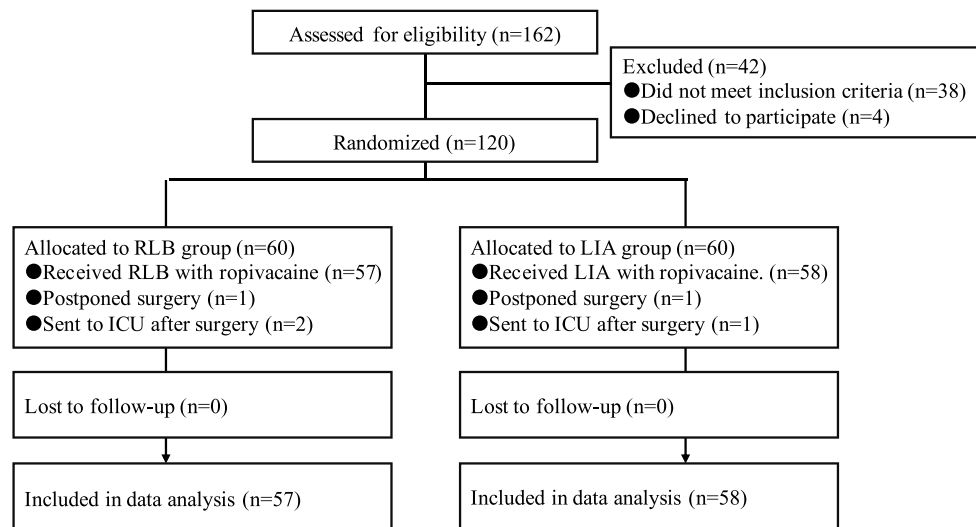 Assessed for eligibility (n=162)
Excluded (n=42)
●Did not meet inclusion criteria (n=38)
●Declined to participate (n=4)
Randomized (n=120)
Allocated to RLB group (n=60)
●Received RLB with ropivacaine (n=57)
●Postponed surgery (n=1)
●Sent to ICU after surgery (n=2)
Allocated to LIA group (n=60)
●Received LIA with ropivacaine. (n=58)
●Postponed surgery (n=1)
●Sent to ICU after surgery (n=1)
Lost to follow-up (n=0)
Lost to follow-up (n=0)
Included in data analysis (n=57)
Included in data analysis (n=58)